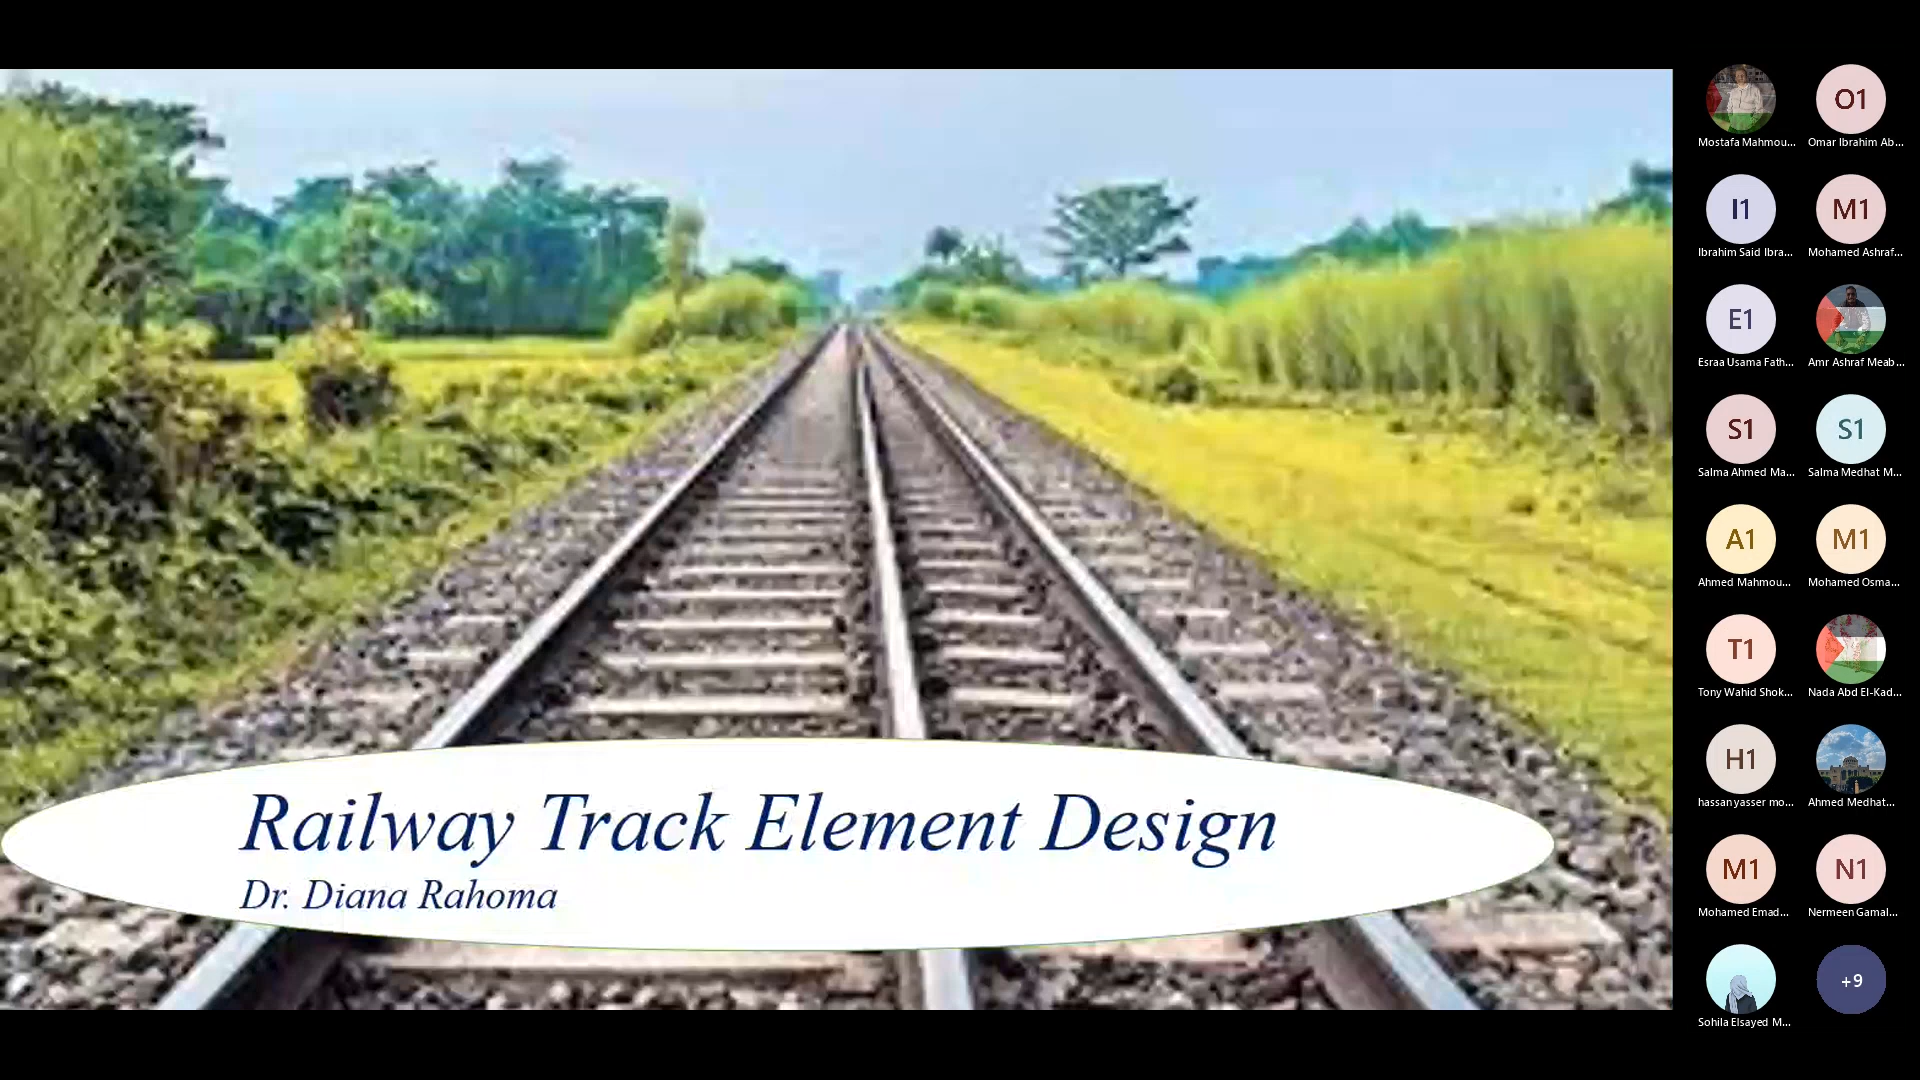 Railway Track Element Design
Dr. Diana Rahoma
Mostafa Mahmou...
O1
Omar Ibrahim Ab...
I1
Ibrahim Said Ibra...
M1
Mohamed Ashraf...
E1
Esraa Usama Fath...
Amr Ashraf Meab...
S1
Salma Ahmed Ma...
S1
Salma Medhat M...
A1
Ahmed Mahmou...
M1
Mohamed Osma...
T1
Tony Wahid Shok...
Nada Abd El-Kad...
H1
hassan yasser mo...
Ahmed Medhat...
M1
Mohamed Emad...
N1
Nermeen Gamal...
Sohila Elsayed M...
+9